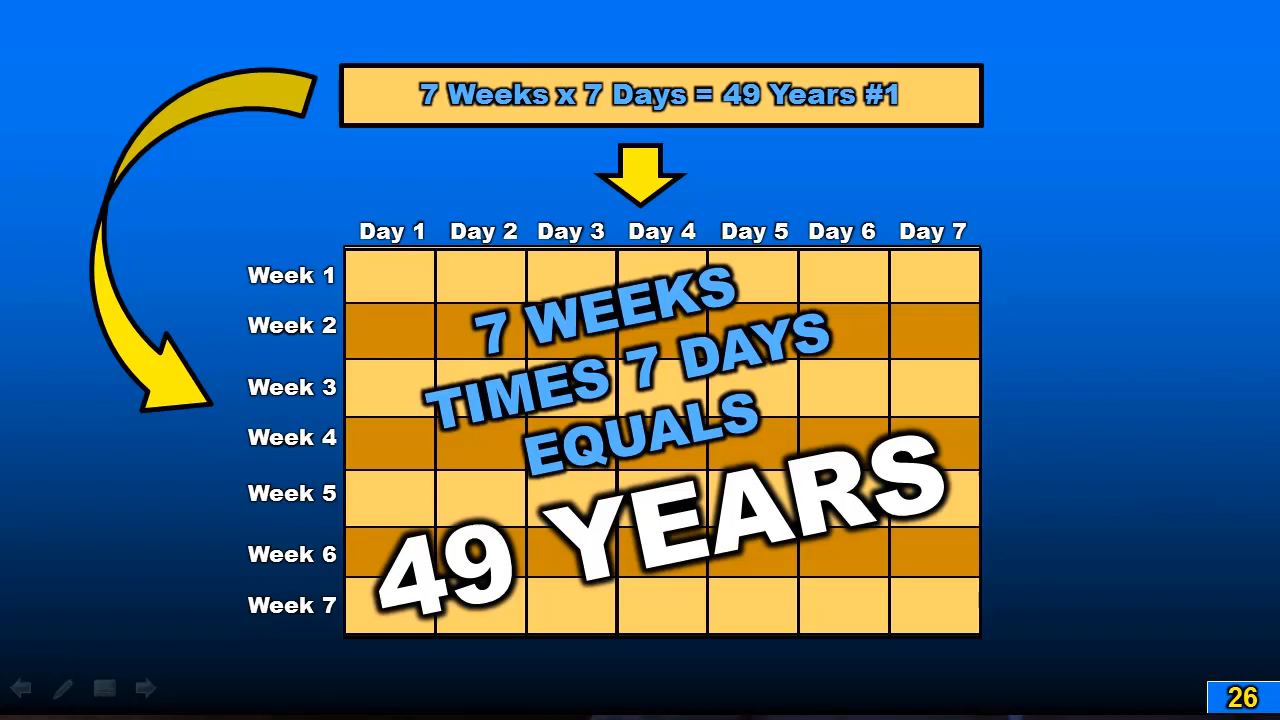 7 Weeks x 7 Days = 49 Years #1
Day 1 Day 2 Day 3 Day 4 Day 5 Day 6 Day 7
Week 1
Week 2
Week 3
Week 4
Week 5
Week 6
Week 7
7 WEEKS
TIMES 7 DAYS
EQUALS
49 YEARS
26